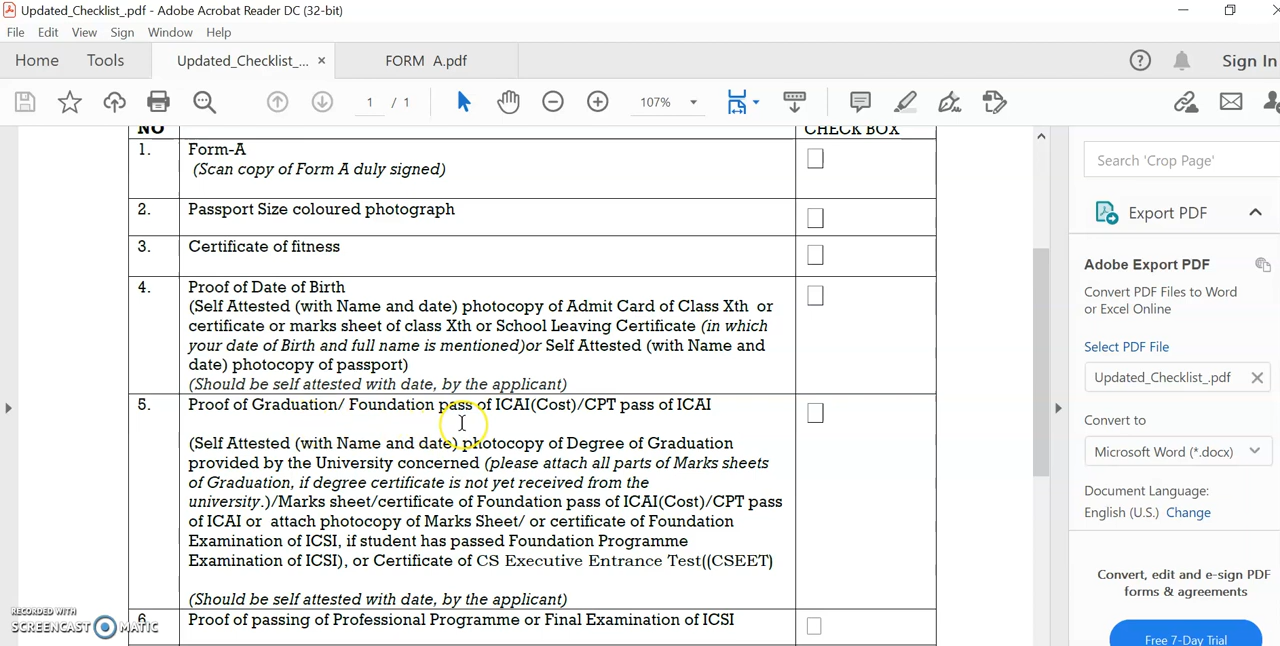 Updated_Checklist_.pdf - Adobe Acrobat Reader DC (32-bit)
File Edit View Sign Window Help
Home Tools Updated_Checklist_... × FORM A.pdf Sign In
1 / 1 107%
NO CHECK BOX
1. Form-A
(Scan copy of Form A duly signed)
2. Passport Size coloured photograph
3. Certificate of fitness
4. Proof of Date of Birth
(Self Attested (with Name and date) photocopy of Admit Card of Class Xth or
certificate or marks sheet of class Xth or School Leaving Certificate (in which
your date of Birth and full name is mentioned)or Self Attested (with Name and
date) photocopy of passport)
(Should be self attested with date, by the applicant)
5. Proof of Graduation/ Foundation pass of ICAI(Cost)/CPT pass of ICAI
(Self Attested (with Name and date) photocopy of Degree of Graduation
provided by the University concerned (please attach all parts of Marks sheets
of Graduation, if degree certificate is not yet received from the
university.)/Marks sheet/certificate of Foundation pass of ICAI(Cost)/CPT pass
of ICAI or attach photocopy of Marks Sheet/ or certificate of Foundation
Examination of ICSI, if student has passed Foundation Programme
Examination of ICSI), or Certificate of CS Executive Entrance Test((CSEET)
(Should be self attested with date, by the applicant)
6. Proof of passing of Professional Programme or Final Examination of ICSI
Search 'Crop Page'
Export PDF
Adobe Export PDF
Convert PDF Files to Word
or Excel Online
Select PDF File
Updated_Checklist_.pdf
Convert to
Microsoft Word (*.docx)
Document Language:
English (U.S.) Change
Convert, edit and e-sign PDF
forms & agreements
Free 7-Day Trial
RECORDED WITH
SCREENCAST MATIC